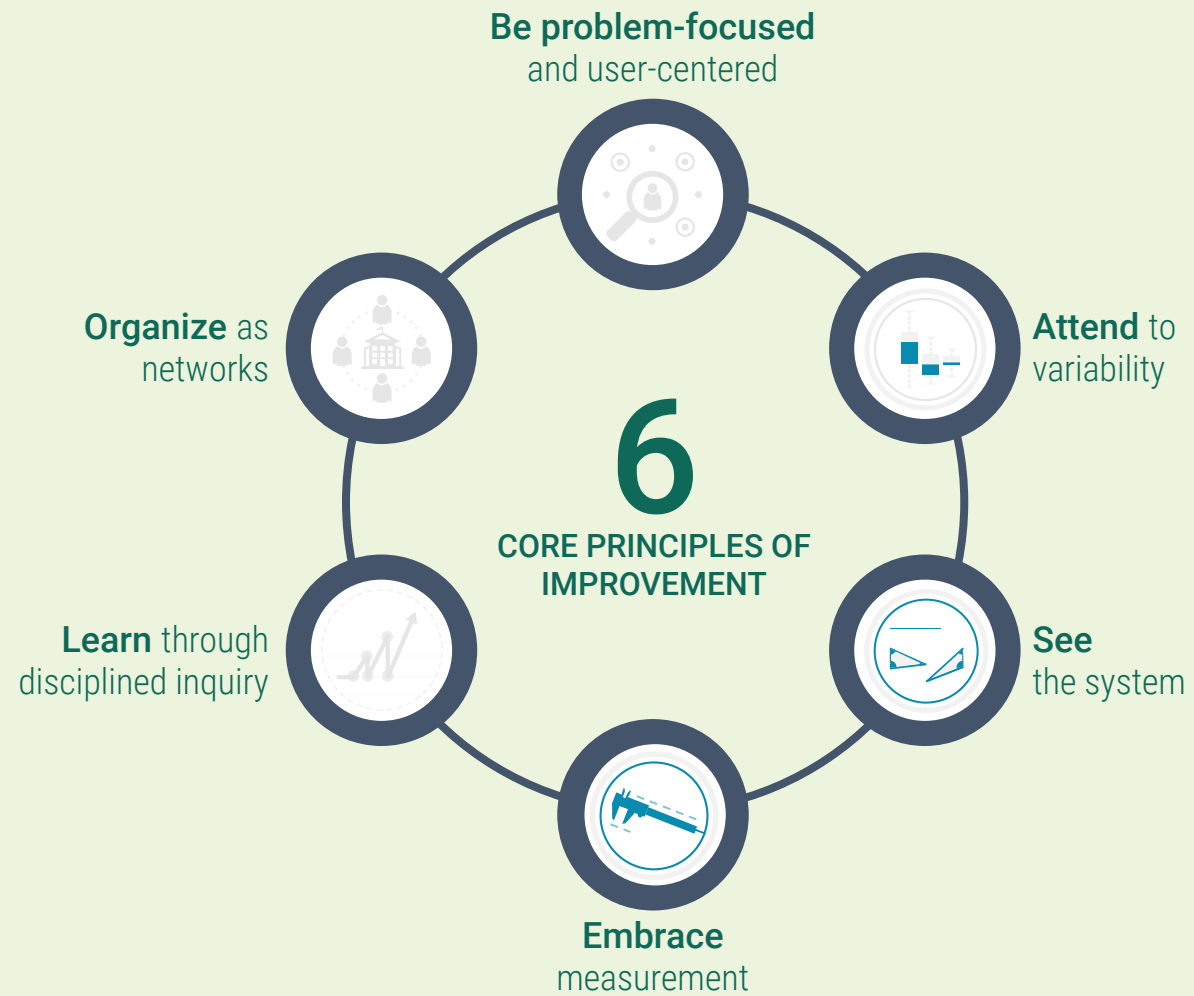 Be problem-focused
and user-centered
Attend to
variability
See
the system
Embrace
measurement
Learn through
disciplined inquiry
Organize as
networks
6
CORE PRINCIPLES OF
IMPROVEMENT